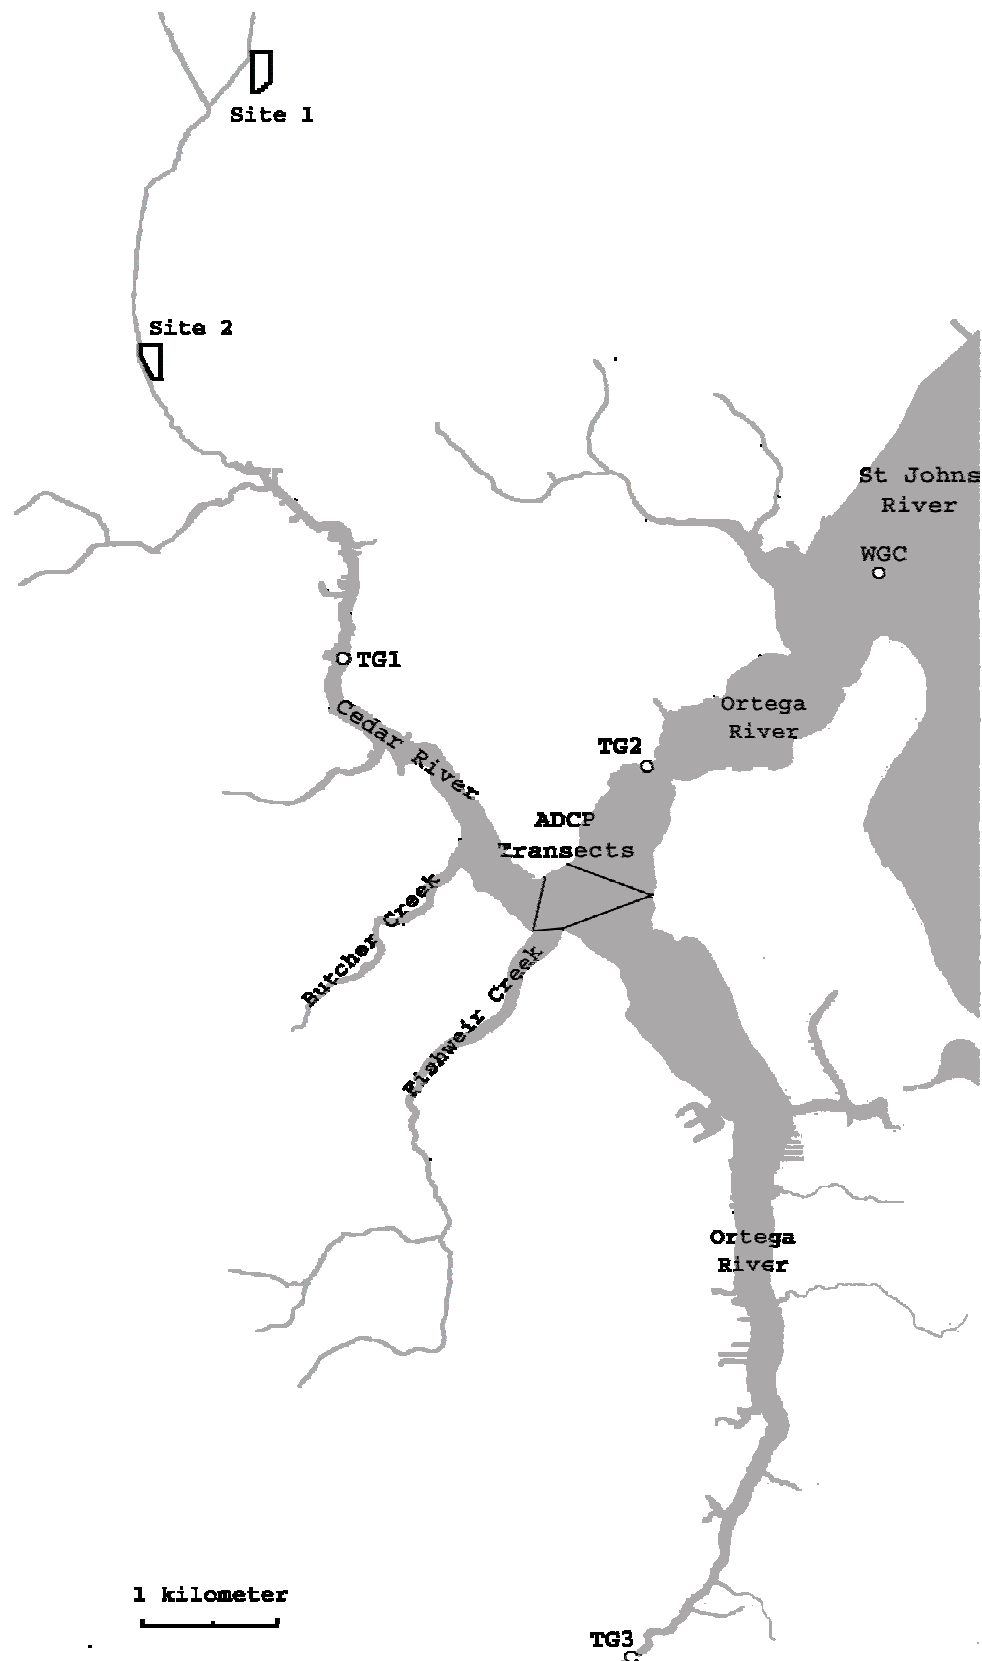 Site 1
Site 2
St Johns
River
WGC
TG1
Cedar River
Ortega
River
TG2
ADCP
Transects
Butcher Creek
Fishweir Creek
Ortega
River
1 kilometer
TG3